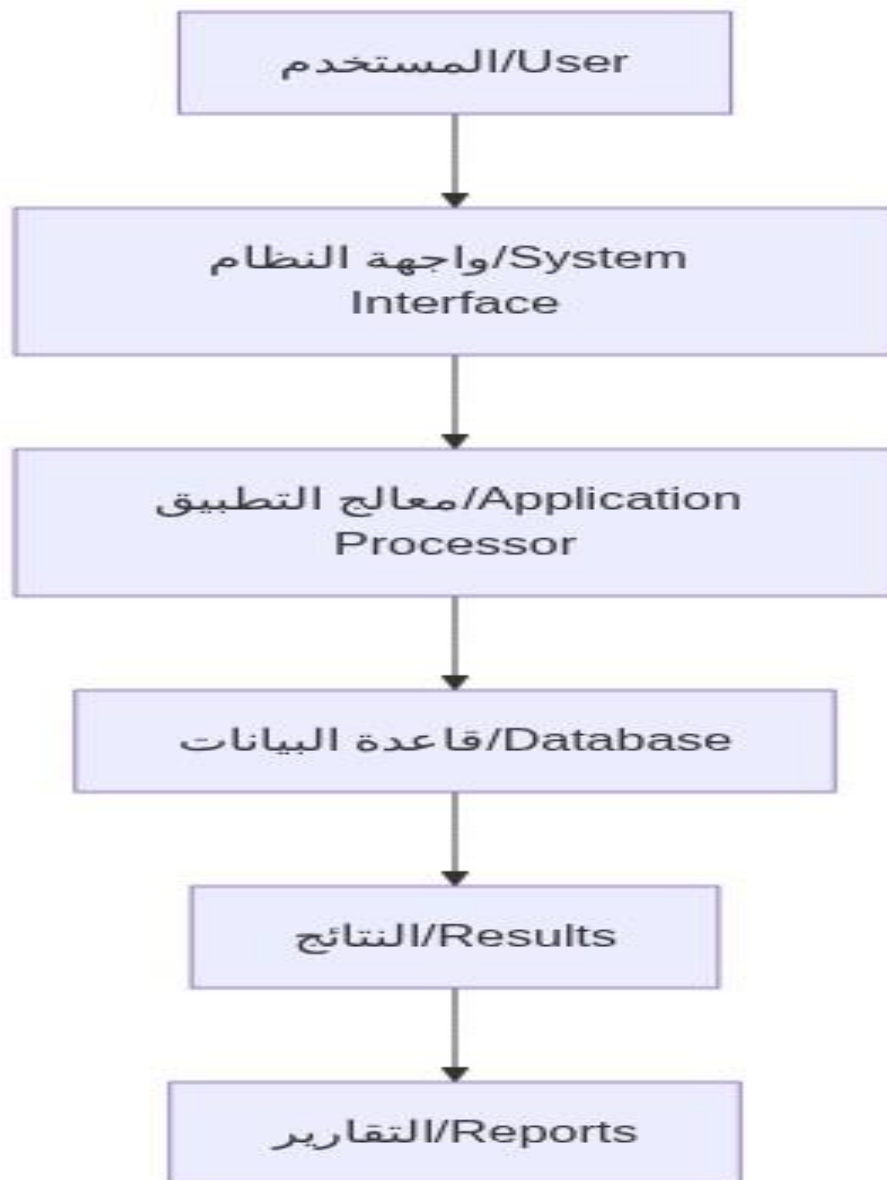 المستخدم/User
واجهة النظام/System
Interface
معالج التطبيق/Application
Processor
قاعدة البيانات/Database
النتائج/Results
التقارير/Reports